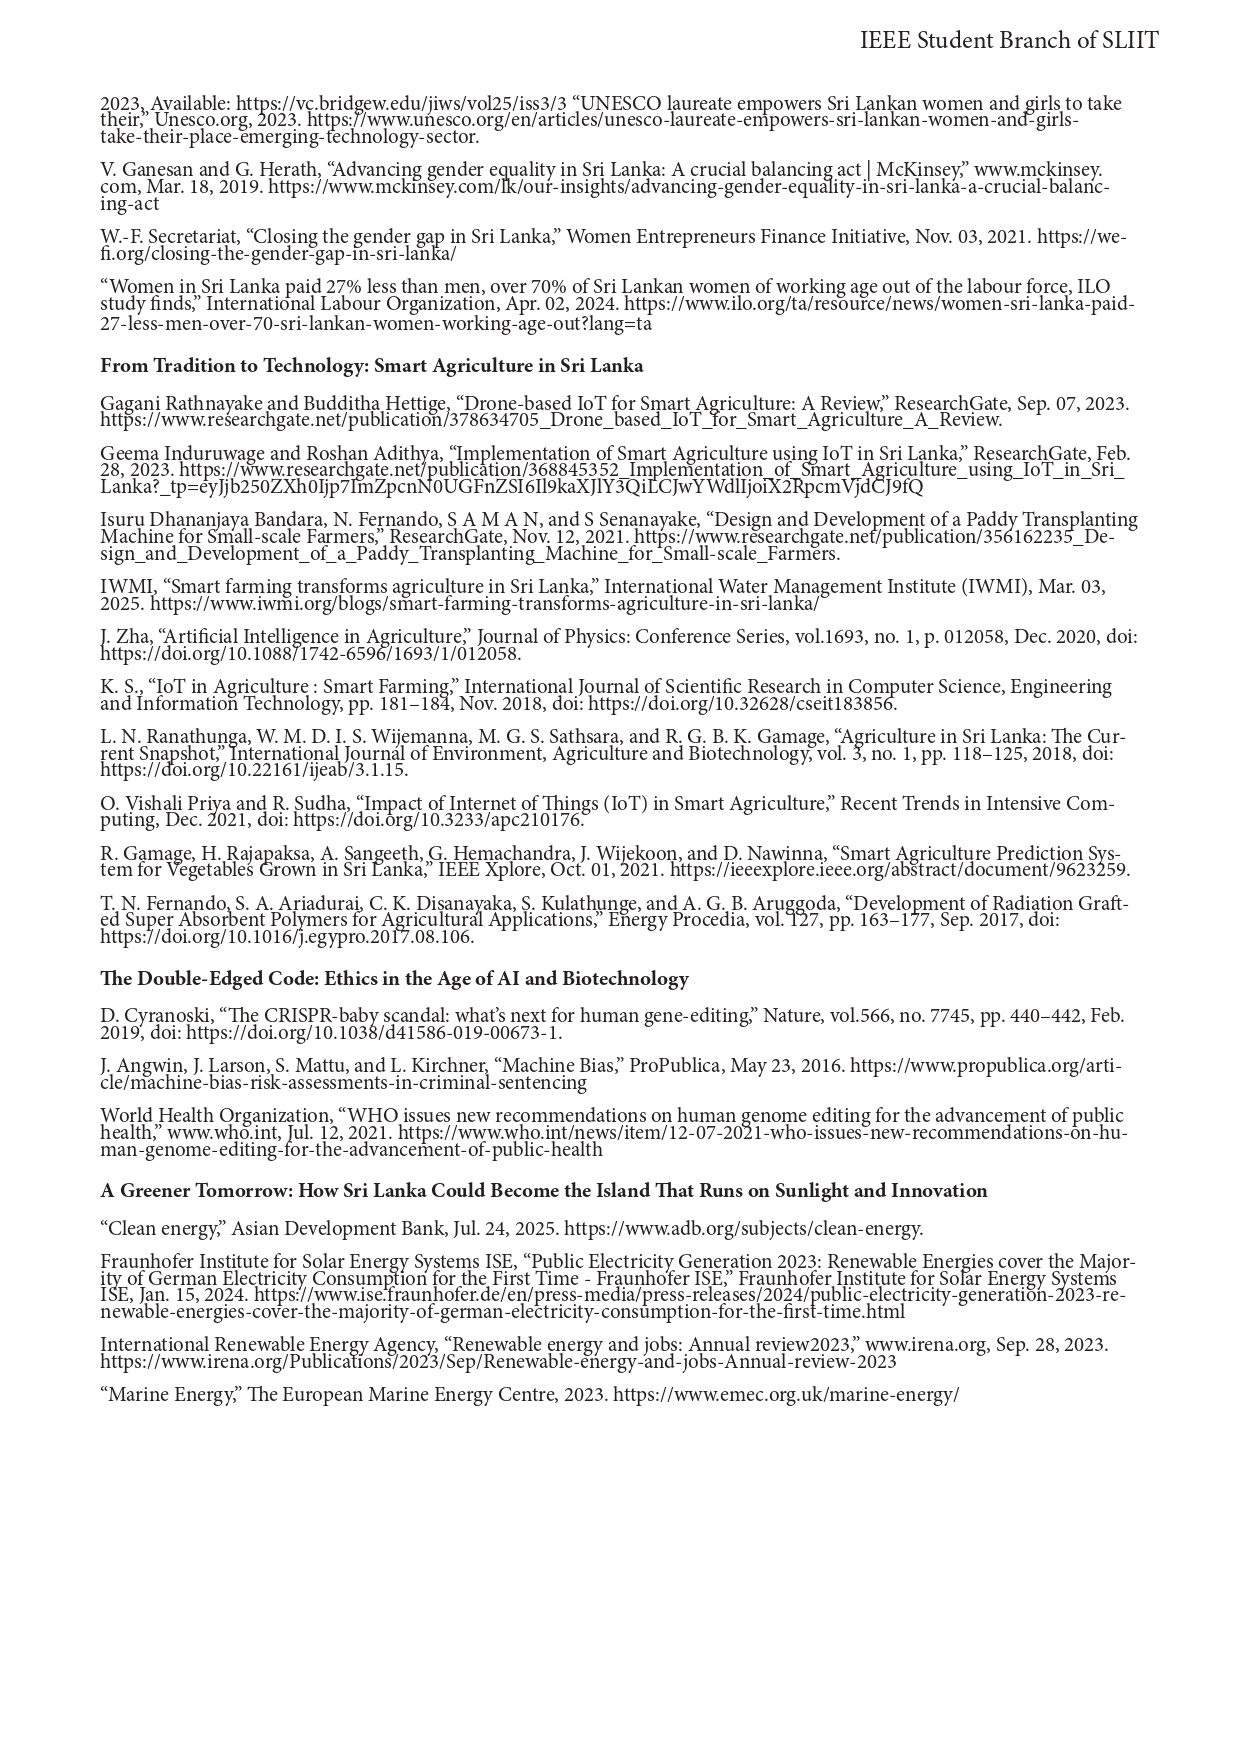 IEEE Student Branch of SLIIT
2023, Available: https://vc.bridgew.edu/jiws/vol25/iss3/3 “UNESCO laureate empowers Sri Lankan women and girls to take
their,” Unesco.org, 2023. https://www.unesco.org/en/articles/unesco-laureate-empowers-sri-lankan-women-and-girls-
take-their-place-emerging-technology-sector.
V. Ganesan and G. Herath, “Advancing gender equality in Sri Lanka: A crucial balancing act | McKinsey,” www.mckinsey.
com, Mar. 18, 2019. https://www.mckinsey.com/lk/our-insights/advancing-gender-equality-in-sri-lanka-a-crucial-balanc-
ing-act
W.-F. Secretariat, “Closing the gender gap in Sri Lanka,” Women Entrepreneurs Finance Initiative, Nov. 03, 2021. https://we-
fi.org/closing-the-gender-gap-in-sri-lanka/
“Women in Sri Lanka paid 27% less than men, over 70% of Sri Lankan women of working age out of the labour force, ILO
study finds,” International Labour Organization, Apr. 02, 2024. https://www.ilo.org/ta/resource/news/women-sri-lanka-paid-
27-less-men-over-70-sri-lankan-women-working-age-out?lang=ta
From Tradition to Technology: Smart Agriculture in Sri Lanka
Gagani Rathnayake and Budditha Hettige, “Drone-based IoT for Smart Agriculture: A Review,” ResearchGate, Sep. 07, 2023.
https://www.researchgate.net/publication/378634705_Drone_based_IoT_for_Smart_Agriculture_A_Review.
Geema Induruwage and Roshan Adithya, “Implementation of Smart Agriculture using IoT in Sri Lanka,” ResearchGate, Feb.
28, 2023. https://www.researchgate.net/publication/368845352_Implementation_of_Smart_Agriculture_using_IoT_in_Sri_
Lanka?_tp=eyJjb250ZXh0Ijp7ImZpcnN0UGFnZSI6Il9kaXJlY3QiLCJwYWdlIjoiX2RpcmVjdCJ9fQ
Isuru Dhananjaya Bandara, N. Fernando, S A M A N, and S Senanayake, “Design and Development of a Paddy Transplanting
Machine for Small-scale Farmers,” ResearchGate, Nov. 12, 2021. https://www.researchgate.net/publication/356162235_De-
sign_and_Development_of_a_Paddy_Transplanting_Machine_for_Small-scale_Farmers.
IWMI, “Smart farming transforms agriculture in Sri Lanka,” International Water Management Institute (IWMI), Mar. 03,
2025. https://www.iwmi.org/blogs/smart-farming-transforms-agriculture-in-sri-lanka/
J. Zha, “Artificial Intelligence in Agriculture,” Journal of Physics: Conference Series, vol.1693, no. 1, p. 012058, Dec. 2020, doi:
https://doi.org/10.1088/1742-6596/1693/1/012058.
K. S., “IoT in Agriculture : Smart Farming,” International Journal of Scientific Research in Computer Science, Engineering
and Information Technology, pp. 181–184, Nov. 2018, doi: https://doi.org/10.32628/cseit183856.
L. N. Ranathunga, W. M. D. I. S. Wijemanna, M. G. S. Sathsara, and R. G. B. K. Gamage, “Agriculture in Sri Lanka: The Cur-
rent Snapshot,” International Journal of Environment, Agriculture and Biotechnology, vol. 3, no. 1, pp. 118–125, 2018, doi:
https://doi.org/10.22161/ijeab/3.1.15.
O. Vishali Priya and R. Sudha, “Impact of Internet of Things (IoT) in Smart Agriculture,” Recent Trends in Intensive Com-
puting, Dec. 2021, doi: https://doi.org/10.3233/apc210176.
R. Gamage, H. Rajapaksa, A. Sangeeth, G. Hemachandra, J. Wijekoon, and D. Nawinna, “Smart Agriculture Prediction Sys-
tem for Vegetables Grown in Sri Lanka,” IEEE Xplore, Oct. 01, 2021. https://ieeexplore.ieee.org/abstract/document/9623259.
T. N. Fernando, S. A. Ariadurai, C. K. Disanayaka, S. Kulathunge, and A. G. B. Aruggoda, “Development of Radiation Graft-
ed Super Absorbent Polymers for Agricultural Applications,” Energy Procedia, vol. 127, pp. 163–177, Sep. 2017, doi:
https://doi.org/10.1016/j.egypro.2017.08.106.
The Double-Edged Code: Ethics in the Age of AI and Biotechnology
D. Cyranoski, “The CRISPR-baby scandal: what’s next for human gene-editing,” Nature, vol.566, no. 7745, pp. 440–442, Feb.
2019, doi: https://doi.org/10.1038/d41586-019-00673-1.
J. Angwin, J. Larson, S. Mattu, and L. Kirchner, “Machine Bias,” ProPublica, May 23, 2016. https://www.propublica.org/arti-
cle/machine-bias-risk-assessments-in-criminal-sentencing
World Health Organization, “WHO issues new recommendations on human genome editing for the advancement of public
health,” www.who.int, Jul. 12, 2021. https://www.who.int/news/item/12-07-2021-who-issues-new-recommendations-on-hu-
man-genome-editing-for-the-advancement-of-public-health
A Greener Tomorrow: How Sri Lanka Could Become the Island That Runs on Sunlight and Innovation
“Clean energy,” Asian Development Bank, Jul. 24, 2025. https://www.adb.org/subjects/clean-energy.
Fraunhofer Institute for Solar Energy Systems ISE, “Public Electricity Generation 2023: Renewable Energies cover the Major-
ity of German Electricity Consumption for the First Time - Fraunhofer ISE,” Fraunhofer Institute for Solar Energy Systems
ISE, Jan. 15, 2024. https://www.ise.fraunhofer.de/en/press-media/press-releases/2024/public-electricity-generation-2023-re-
newable-energies-cover-the-majority-of-german-electricity-consumption-for-the-first-time.html
International Renewable Energy Agency, “Renewable energy and jobs: Annual review2023,” www.irena.org, Sep. 28, 2023.
https://www.irena.org/Publications/2023/Sep/Renewable-energy-and-jobs-Annual-review-2023
“Marine Energy,” The European Marine Energy Centre, 2023. https://www.emec.org.uk/marine-energy/